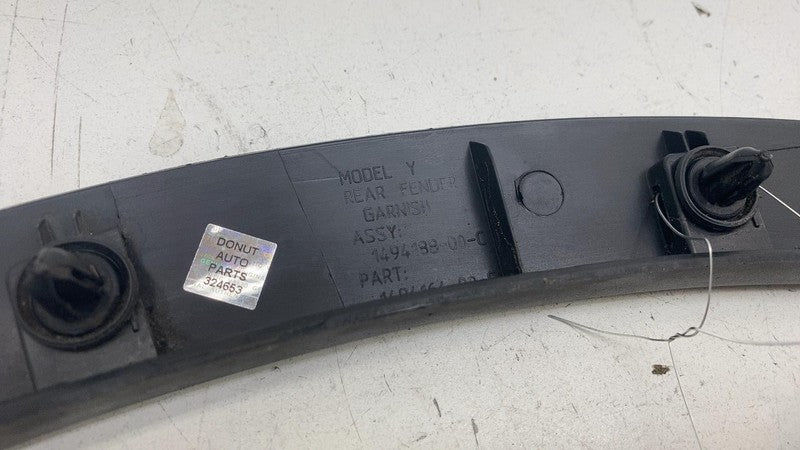 MODEL Y
REAR FENDER
GARNISH
ASSY:
PART:
DONUT
AUTO
PARTS
324653